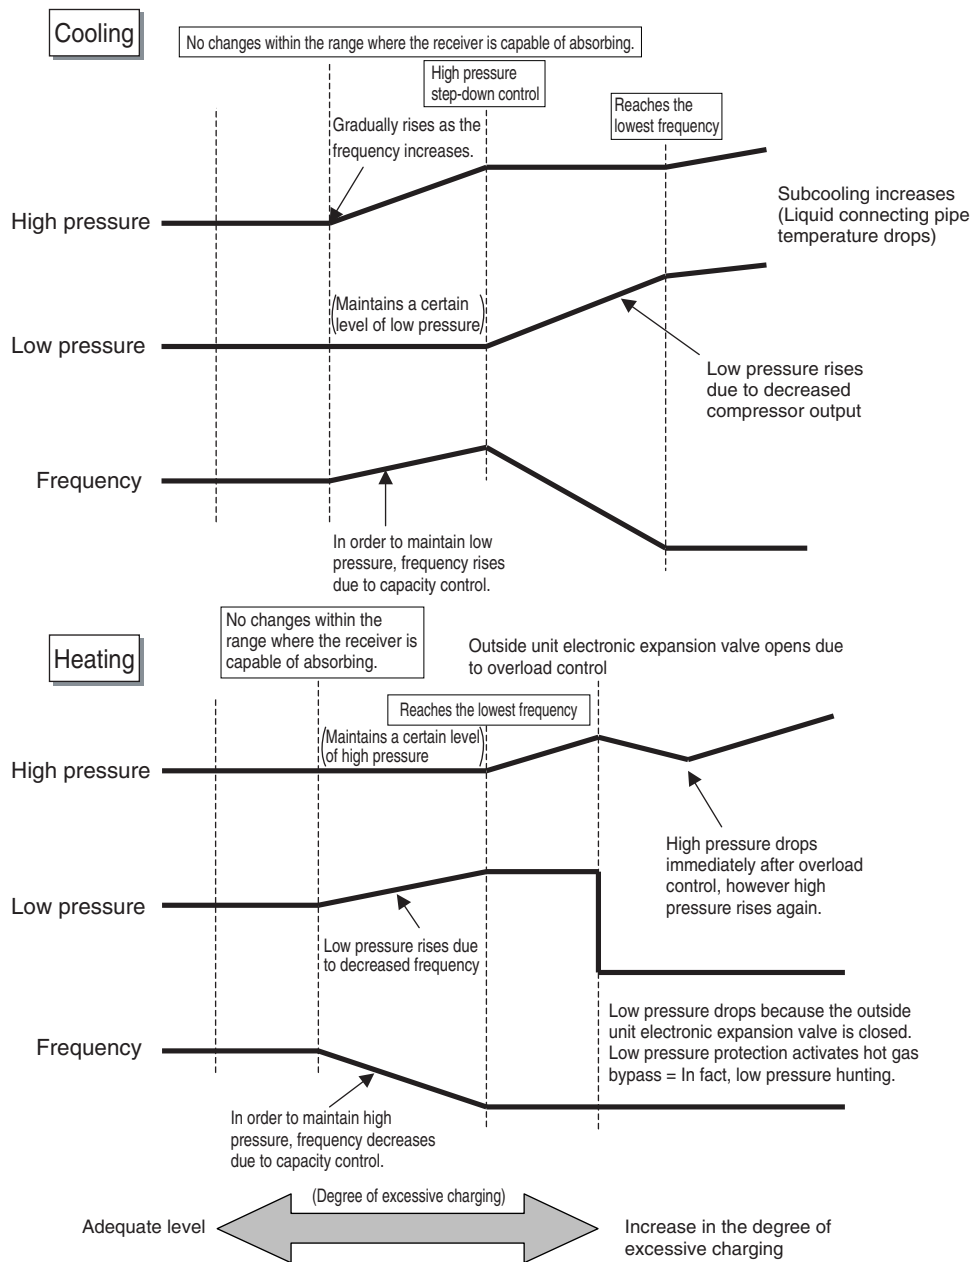 Cooling
No changes within the range where the receiver is capable of absorbing.
High pressure
step-down control
Reaches the
lowest frequency
Gradually rises as the
frequency increases.
High pressure
Subcooling increases
(Liquid connecting pipe
temperature drops)
(Maintains a certain
level of low pressure)
Low pressure
Low pressure rises
due to decreased
compressor output
Frequency
In order to maintain low
pressure, frequency rises
due to capacity control.
Heating
No changes within the
range where the receiver is
capable of absorbing.
Outside unit electronic expansion valve opens due
to overload control
Reaches the lowest frequency
(Maintains a certain level
of high pressure)
High pressure
High pressure drops
immediately after overload
control, however high
pressure rises again.
Low pressure
Low pressure rises due
to decreased frequency
Low pressure drops because the outside
unit electronic expansion valve is closed.
Low pressure protection activates hot gas
bypass = In fact, low pressure hunting.
Frequency
In order to maintain high
pressure, frequency decreases
due to capacity control.
(Degree of excessive charging)
Adequate level
Increase in the degree of
excessive charging